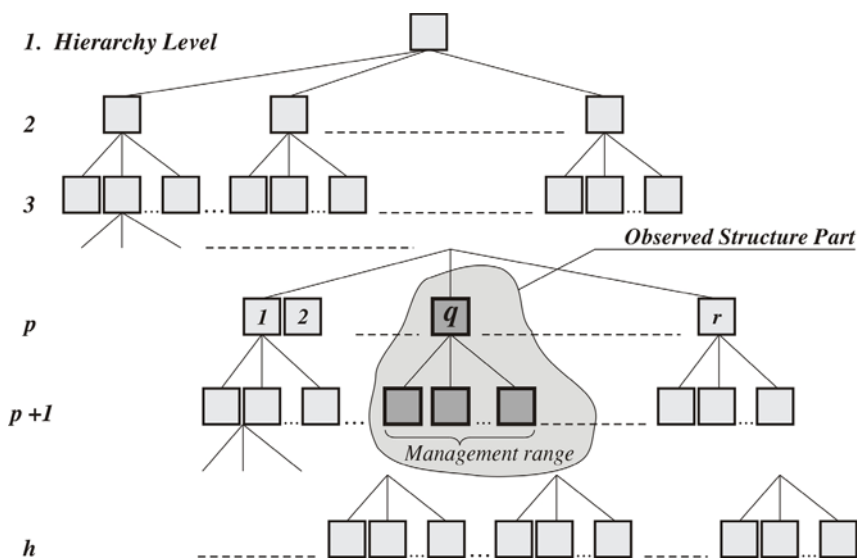 1. Hierarchy Level
2
3
Observed Structure Part
p
1 2 q r
p +1
Management range
h